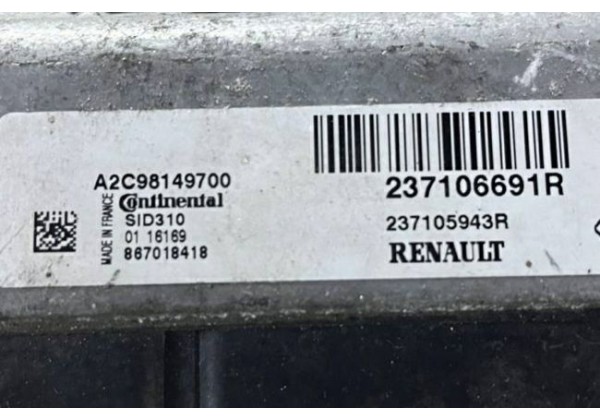 A2C98149700
MADE IN FRANCE
Continental
SID310
01 16169
867018418
237106691R
237105943R
RENAULT